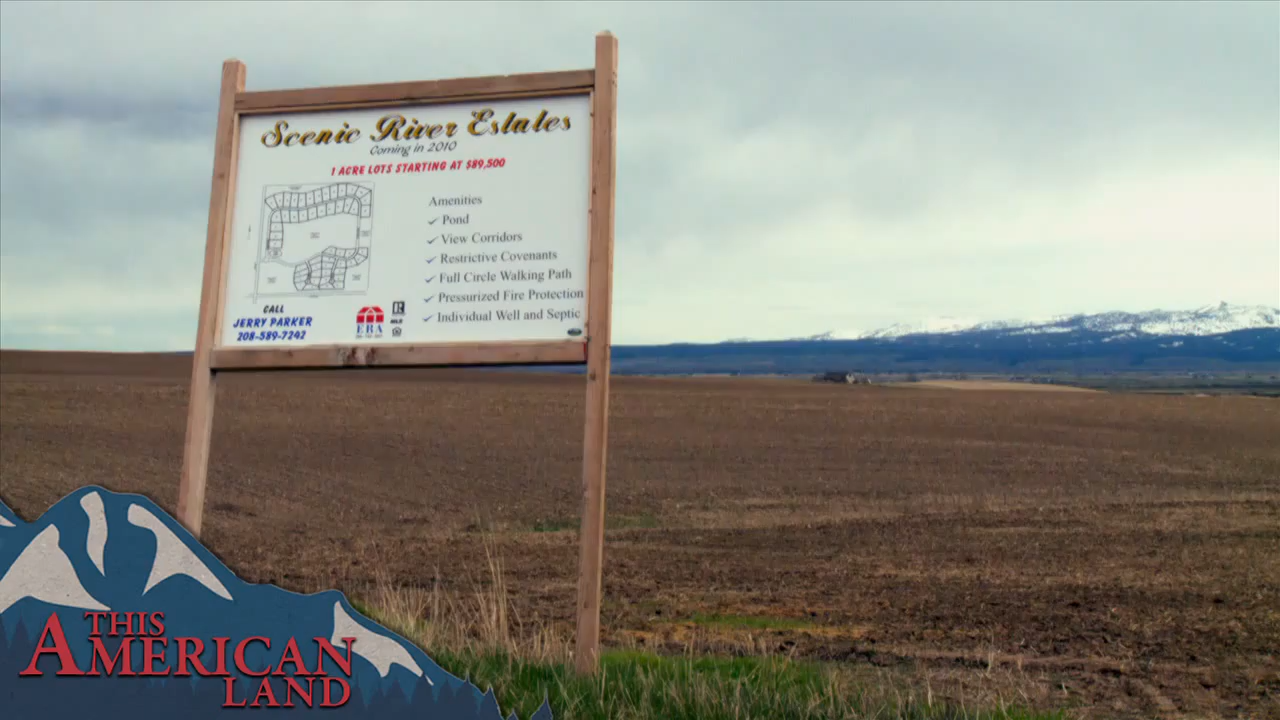 Scenic River Estates
Coming in 2010
1 ACRE LOTS STARTING AT $89,500
Amenities
Pond
View Corridors
Restrictive Covenants
Full Circle Walking Path
Pressurized Fire Protection
Individual Well and Septic
CALL
JERRY PARKER
208-589-7242
ERA
THIS
AMERICAN
LAND